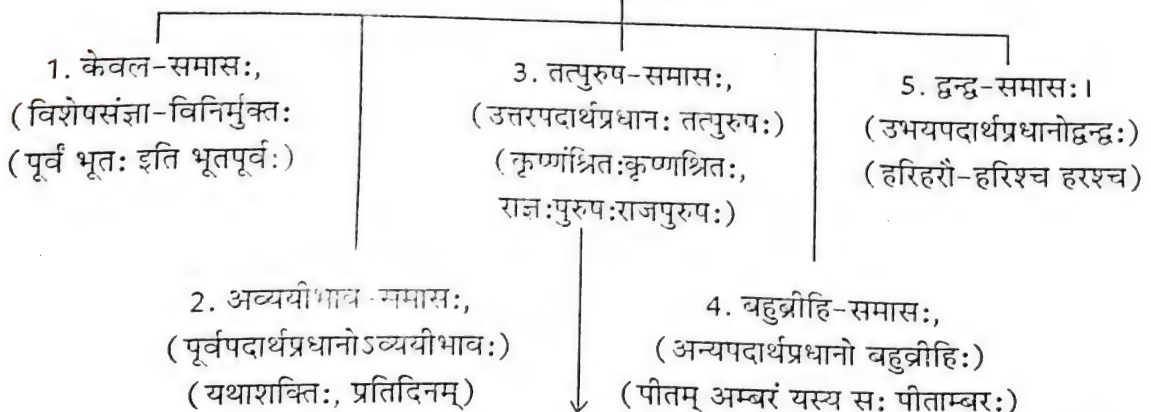 1. केवल-समासः,
(विशेषसंज्ञा-विनिर्मुक्तः
(पूर्वं भूतः इति भूतपूर्वः)
3. तत्पुरुष-समासः,
(उत्तरपदार्थप्रधानः तत्पुरुषः)
(कृष्णंश्रितःकृष्णश्रितः,
राज्ञःपुरुषःराजपुरुषः)
5. द्वन्द्व-समासः।
(उभयपदार्थप्रधानोद्वन्द्वः)
(हरिहरौ-हरिश्च हरश्च)
2. अव्ययीभाव-समासः,
(पूर्वपदार्थप्रधानोऽव्ययीभावः)
(यथाशक्तिः, प्रतिदिनम्)
4. बहुब्रीहि-समासः,
(अन्यपदार्थप्रधानो बहुव्रीहिः)
(पीतम् अम्बरं यस्य सः पीताम्बरः)